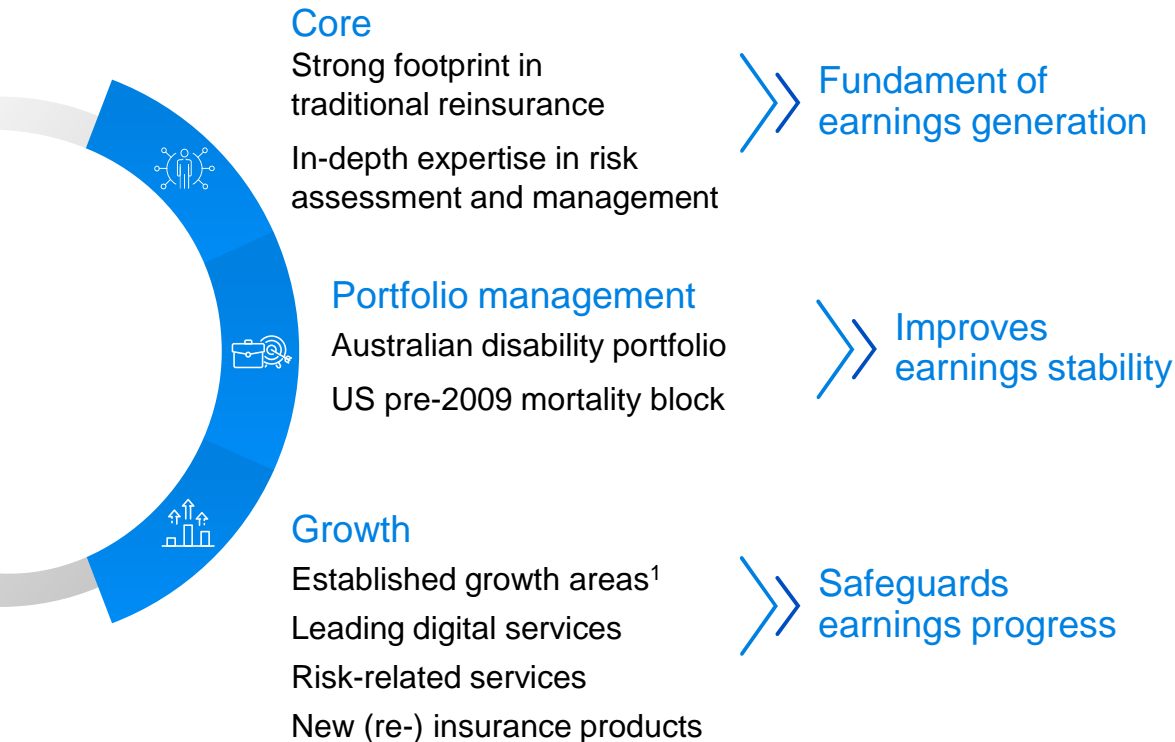 Core
Strong footprint in
traditional reinsurance
In-depth expertise in risk
assessment and management
Fundament of
earnings generation
Portfolio management
Australian disability portfolio
US pre-2009 mortality block
Improves
earnings stability
Growth
Established growth areas¹
Leading digital services
Risk-related services
New (re-) insurance products
Safeguards
earnings progress